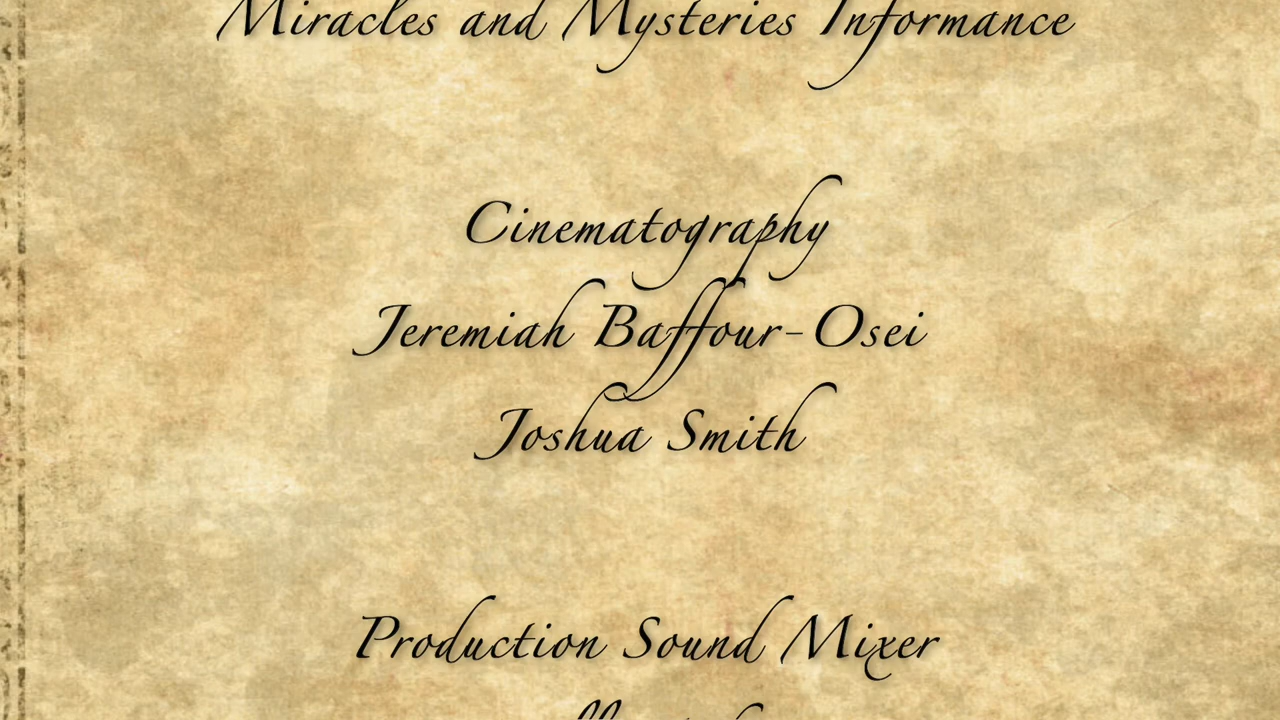 Miracles and Mysteries Informance
Cinematography
Jeremiah Baffour-Osei
Joshua Smith
Production Sound Mixer